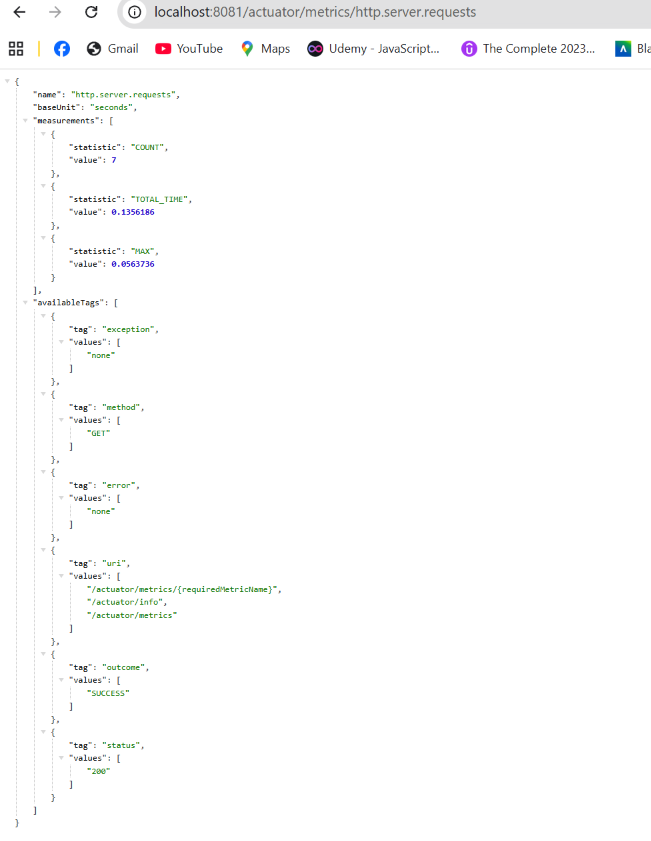 localhost:8081/actuator/metrics/http.server.requests
Gmail
YouTube
Maps
Udemy - JavaScript...
The Complete 2023...
Bla
{
"name": "http.server.requests",
"baseUnit": "seconds",
"measurements": [
{
"statistic": "COUNT",
"value": 7
},
{
"statistic": "TOTAL_TIME",
"value": 0.1356186
},
{
"statistic": "MAX",
"value": 0.0563736
}
],
"availableTags": [
{
"tag": "exception",
"values": [
"none"
]
},
{
"tag": "method",
"values": [
"GET"
]
},
{
"tag": "error",
"values": [
"none"
]
},
{
"tag": "uri",
"values": [
"/actuator/metrics/{requiredMetricName}",
"/actuator/info",
"/actuator/metrics"
]
},
{
"tag": "outcome",
"values": [
"SUCCESS"
]
},
{
"tag": "status",
"values": [
"200"
]
}
]
}